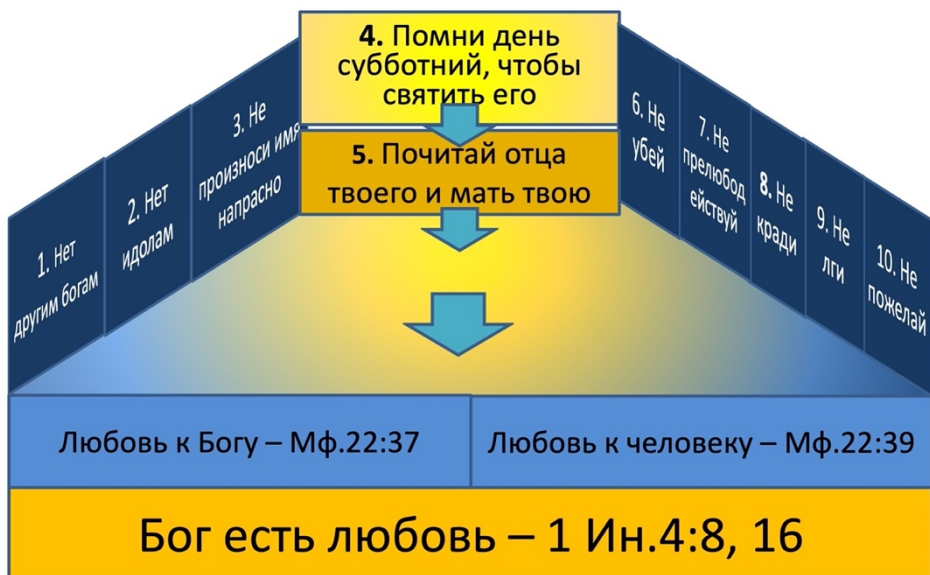 4. Помни день
субботний, чтобы
святить его
5. Почитай отца
твоего и мать твою
1. Нет
другим богам
2. Нет
идолам
3. Не
произноси имя
напрасно
6. Не
убей
7. Не
прелюбод
ействуй
8. Не
кради
9. Не
лги
10. Не
пожелай
Любовь к Богу – Мф.22:37
Любовь к человеку – Мф.22:39
Бог есть любовь – 1 Ин.4:8, 16